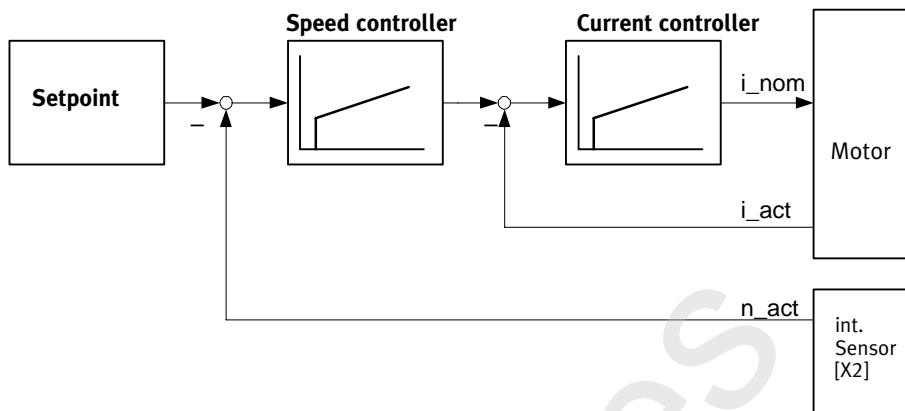 Speed controller
Current controller
Setpoint
i_nom
Motor
–
–
i_act
n_act
int.
Sensor
[X2]